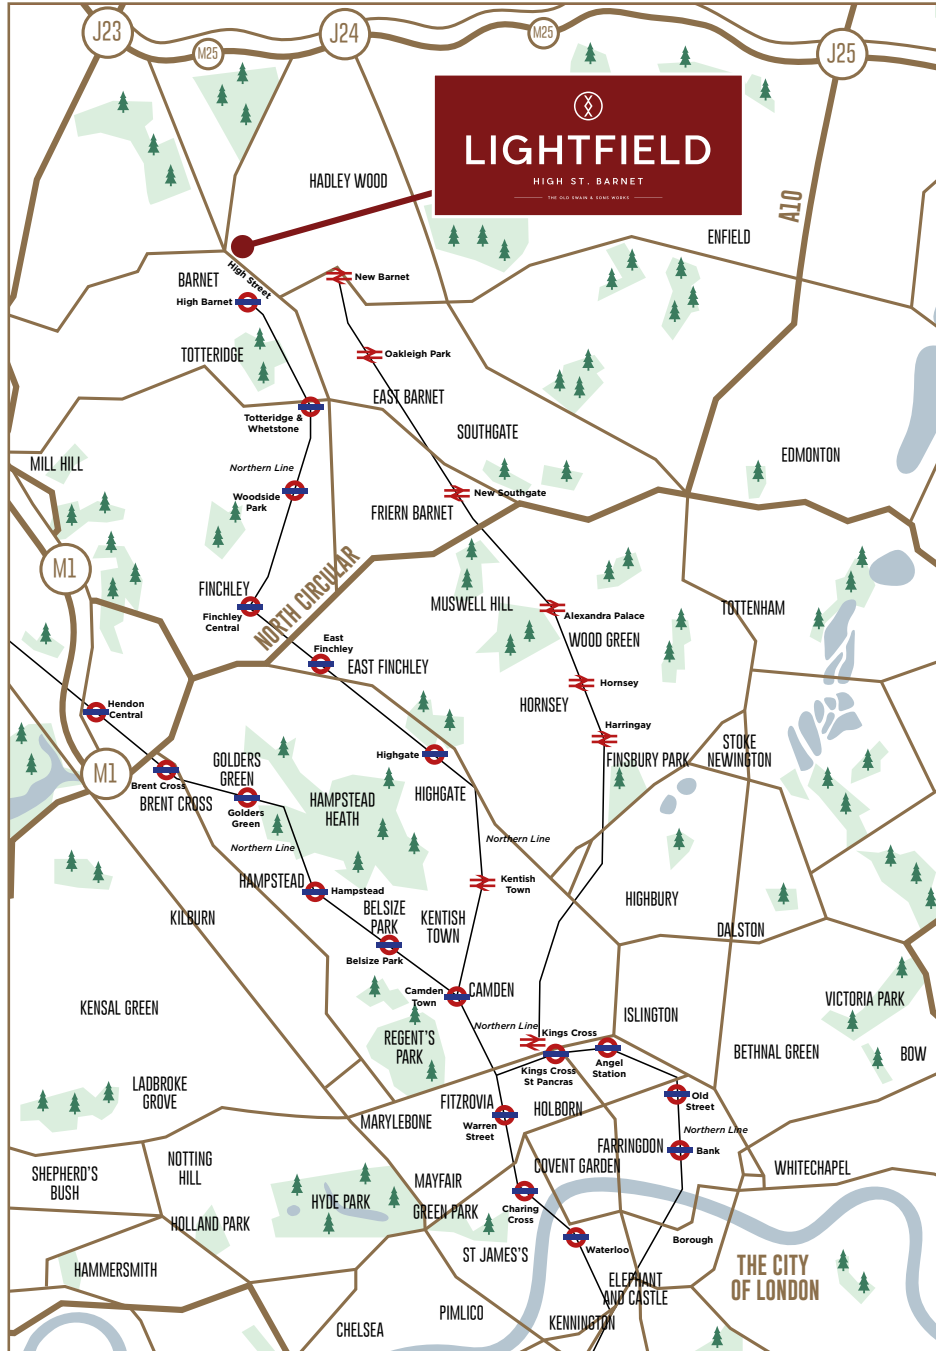 J23
J24
M25
M25
J25
LIGHTFIELD
HIGH ST. BARNET
THE OLD SWAIN & SONS WORKS
HADLEY WOOD
A10
ENFIELD
BARNET
High Street
New Barnet
High Barnet
TOTTERIDGE
Oakleigh Park
EAST BARNET
Totteridge &
Whetstone
SOUTHGATE
MILL HILL
Northern Line
EDMONTON
Woodside
Park
New Southgate
FRIERN BARNET
M1
NORTH CIRCULAR
FINCHLEY
Finchley
Central
MUSWELL HILL
Alexandra Palace
TOTTENHAM
WOOD GREEN
East
Finchley
EAST FINCHLEY
Hornsey
HORNSEY
Hendon
Central
Harringay
FINSBURY PARK
STOKE
NEWINGTON
M1
Highgate
GOLDERS
GREEN
Brent Cross
BRENT CROSS
Golders
Green
HAMPSTEAD
HEATH
HIGHGATE
Northern Line
Northern Line
HAMPSTEAD
Hampstead
Kentish
Town
HIGHBURY
KILBURN
BELSIZE
PARK
KENTISH
TOWN
DALSTON
Belsize Park
Camden
Town
CAMDEN
KENSAL GREEN
VICTORIA PARK
ISLINGTON
Northern Line
Kings Cross
REGENT'S
PARK
Kings Cross
St Pancras
Angel
Station
BETHNAL GREEN
BOW
LADBROKE
GROVE
FITZROVIA
HOLBORN
Old
Street
MARYLEBONE
Warren
Street
Northern Line
FARRINGDON
Bank
SHEPHERD'S
BUSH
NOTTING
HILL
COVENT GARDEN
WHITECHAPEL
MAYFAIR
HYDE PARK
GREEN PARK
Charing
Cross
HOLLAND PARK
ST JAMES'S
Waterloo
Borough
HAMMERSMITH
THE CITY
OF LONDON
ELEPHANT
AND CASTLE
PIMLICO
KENNINGTON
CHELSEA